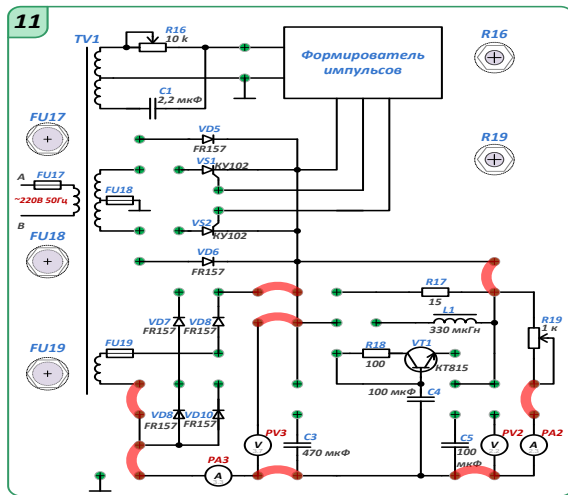 11
TV1
R16
10 k
Формирователь
импульсов
R16
C1
2,2 мкФ
FU17
VD5
FR157
R19
VS1
КУ102
A
FU17
FU18
~220В 50Гц
B
VS2
КУ102
FU18
VD6
FR157
R17
15
VD7
FR157
VD8
FR157
L1
330 мкГн
R19
1 к
FU19
FU19
R18
100
VT1
КТ815
100 мкФ
C4
VD8
FR157
VD10
FR157
PV3
V
C3
470 мкФ
C5
100
мкФ
PV2
V
PA2
A
PA3
A